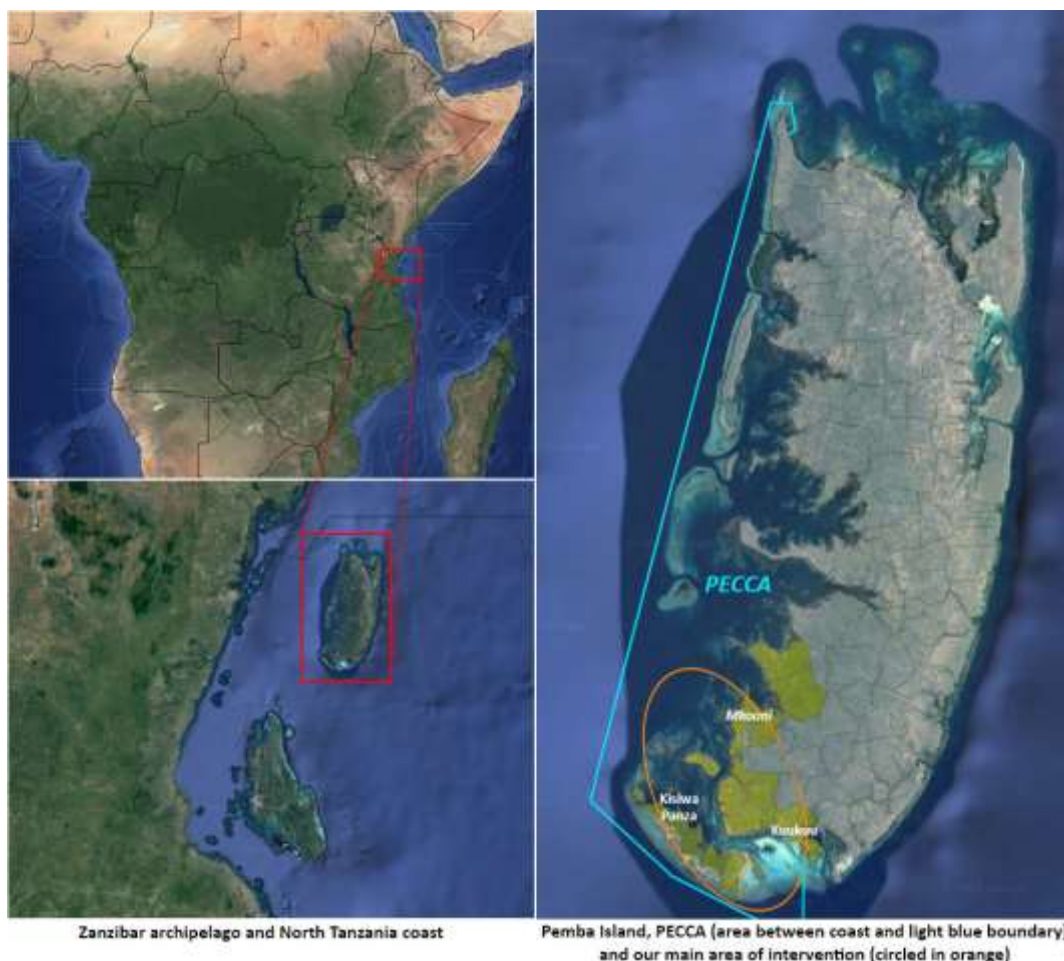 PECCA
Mkoani
Kisiwa
Panza
Kuukuu
Zanzibar archipelago and North Tanzania coast
Pemba Island, PECCA (area between coast and light blue boundary)
and our main area of intervention (circled in orange)